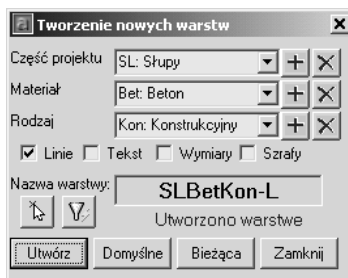 Tworzenie nowych warstw
Część projektu SL: Słupy
Materiał Bet: Beton
Rodzaj Kon: Konstrukcyjny
Linie Tekst Wymiary Szrafy
Nazwa warstwy: SLBetKon-L
Utworzono warstwe
Utwórz Domyślne Bieżąca Zamknij